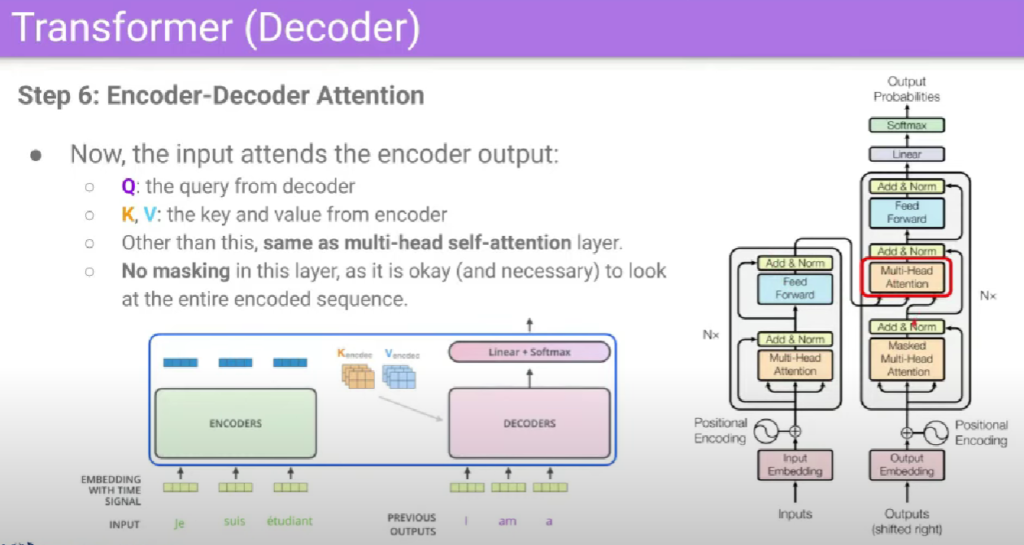 Transformer (Decoder)
Step 6: Encoder-Decoder Attention
● Now, the input attends the encoder output:
○ Q: the query from decoder
○ K, V: the key and value from encoder
○ Other than this, same as multi-head self-attention layer.
○ No masking in this layer, as it is okay (and necessary) to look
at the entire encoded sequence.
Kencdec Vencdec
Linear + Softmax
ENCODERS
DECODERS
EMBEDDING
WITH TIME
SIGNAL
INPUT
Je suis étudiant
PREVIOUS
OUTPUTS
I am a
Output
Probabilities
Softmax
Linear
Add & Norm
Feed
Forward
Add & Norm
Multi-Head
Attention
Nx
Add & Norm
Masked
Multi-Head
Attention
Add & Norm
Feed
Forward
Nx
Add & Norm
Multi-Head
Attention
Positional
Encoding
Positional
Encoding
Input
Embedding
Output
Embedding
Inputs
Outputs
(shifted right)